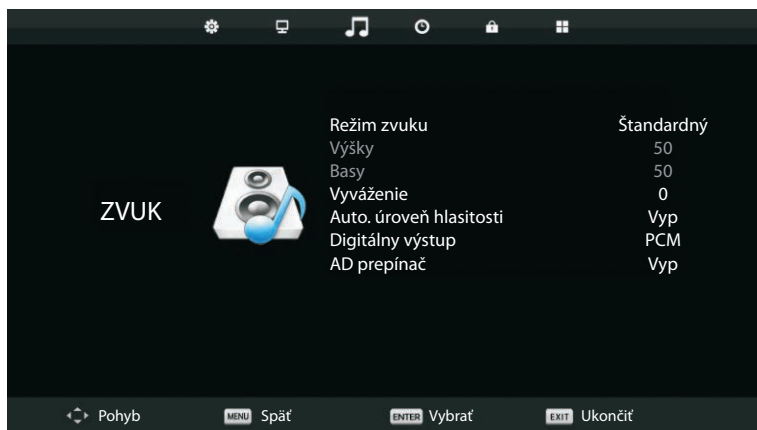 Režim zvuku Štandardný
Výšky 50
Basy 50
ZVUK
Vyváženie 0
Auto. úroveň hlasitosti Vyp
Digitálny výstup PCM
AD prepínač Vyp
Pohyb MENU Späť ENTER Vybrať EXIT Ukončiť